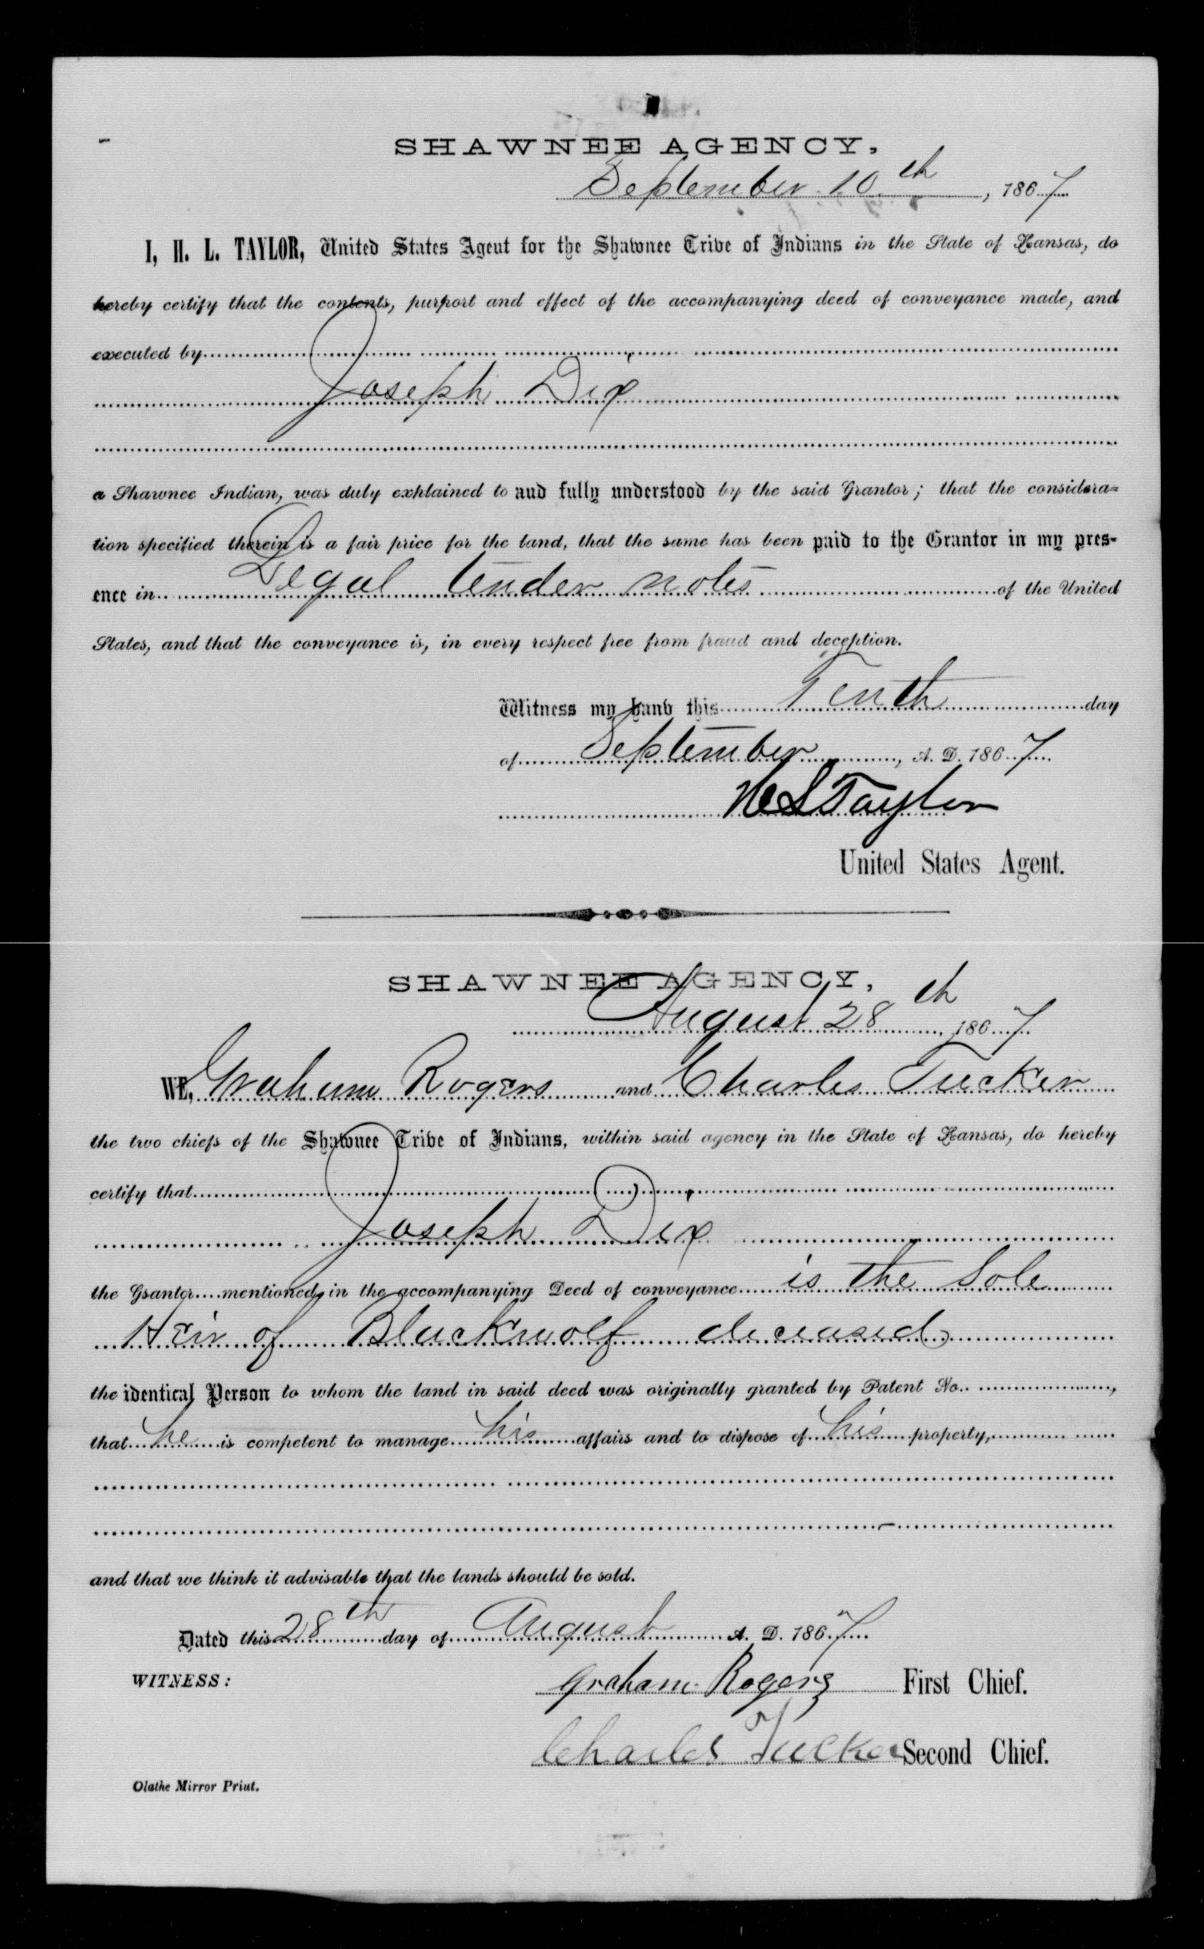 SHAWNEE AGENCY,
September 10th, 1867
I, H. L. TAYLOR, United States Agent for the Shawnee Tribe of Indians in the State of Kansas, do
hereby certify that the contents, purport and effect of the accompanying deed of conveyance made, and
executed by
Joseph Dix
a Shawnee Indian, was duly explained to and fully understood by the said Grantor; that the considera=
tion specified therein is a fair price for the land, that the same has been paid to the Grantor in my pres-
ence in Legal tender notes of the United
States, and that the conveyance is, in every respect free from fraud and deception.
Witness my hand this Tenth day
of September, A. D. 1867
H L Taylor
United States Agent.
SHAWNEE AGENCY,
August 28th 1867
WE, Graham Rogers and Charles Tucker
the two chiefs of the Shawnee Tribe of Indians, within said agency in the State of Kansas, do hereby
certify that
Joseph Dix
the Grantor mentioned, in the accompanying Deed of conveyance is the Sole
Heir of Blackwolf deceased
the identical Person to whom the land in said deed was originally granted by Patent No. ,
that he is competent to manage his affairs and to dispose of his property,
and that we think it advisable that the lands should be sold.
Dated this 28th day of August A. D. 1867
WITNESS: Graham Rogers First Chief.
Charles Tucker Second Chief.
Olathe Mirror Print.